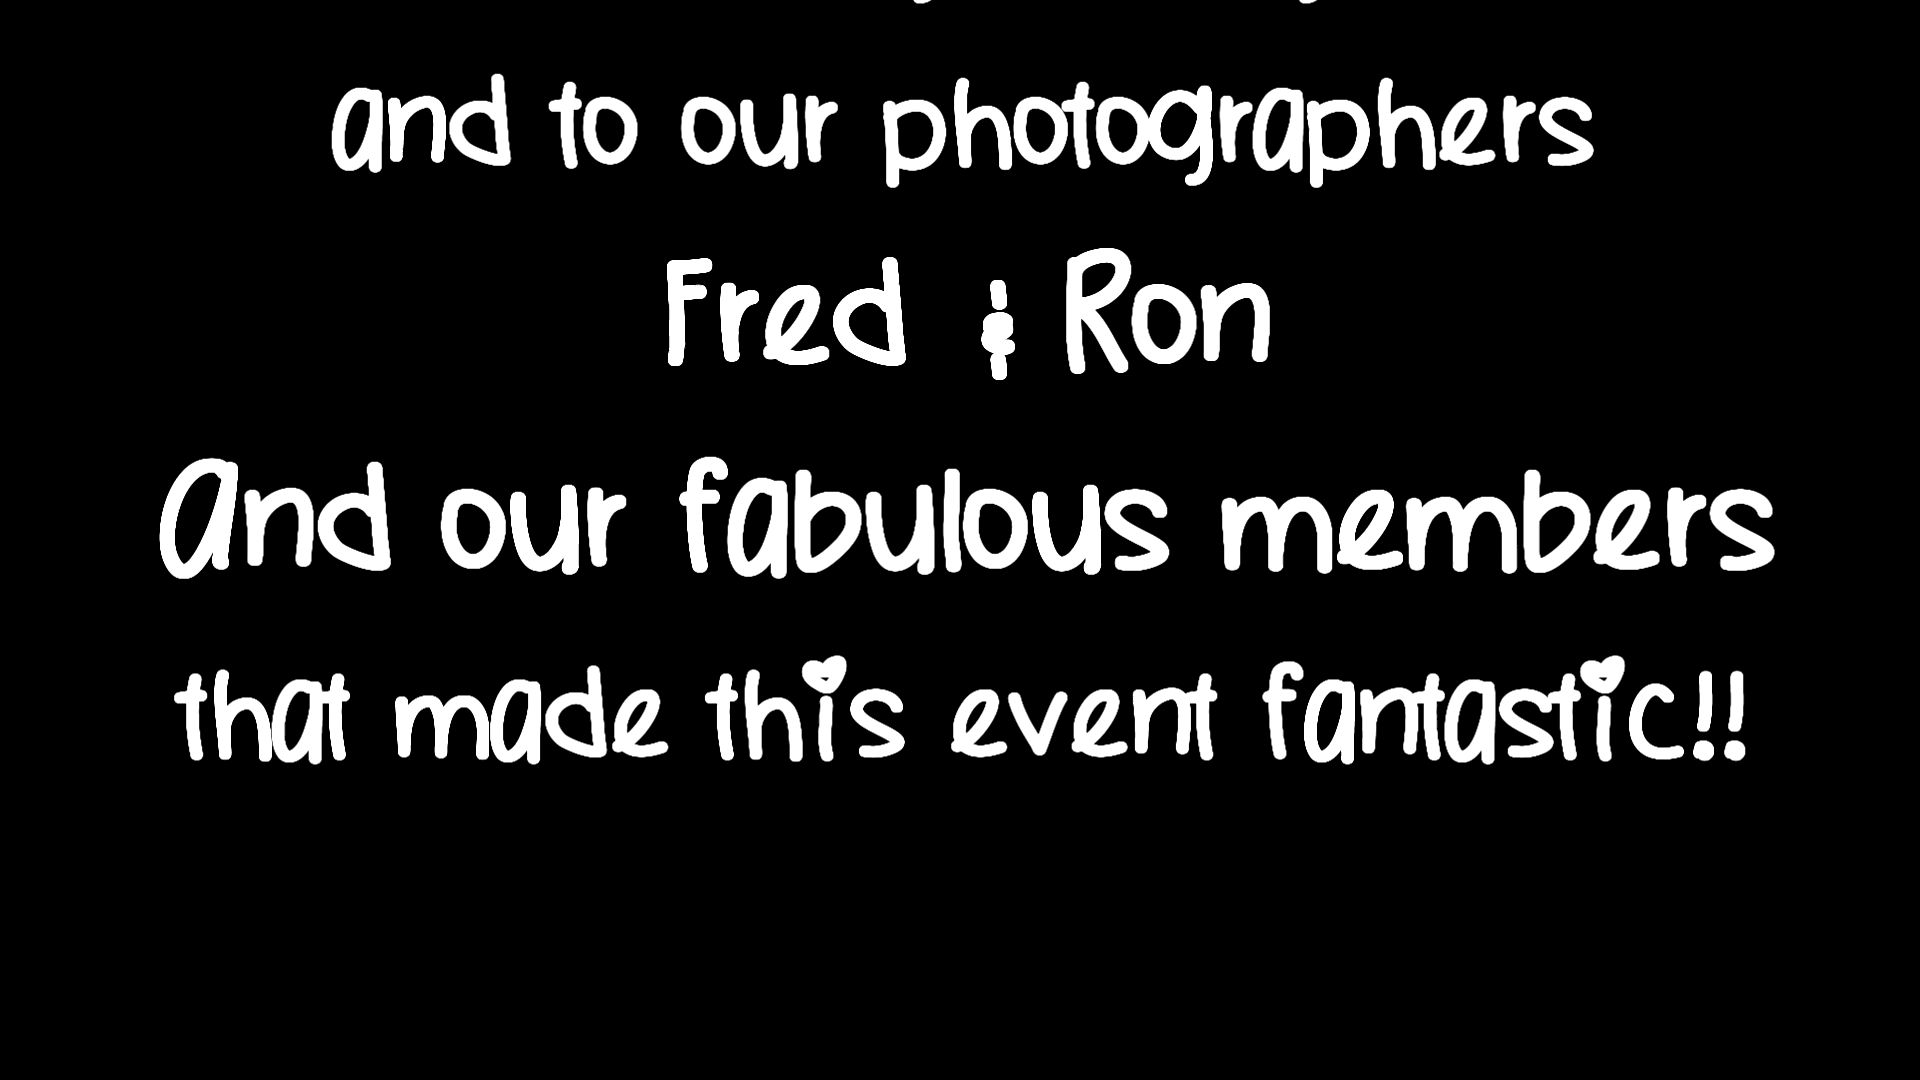 and to our photographers
Fred & Ron
And our fabulous members
that made this event fantastic!!